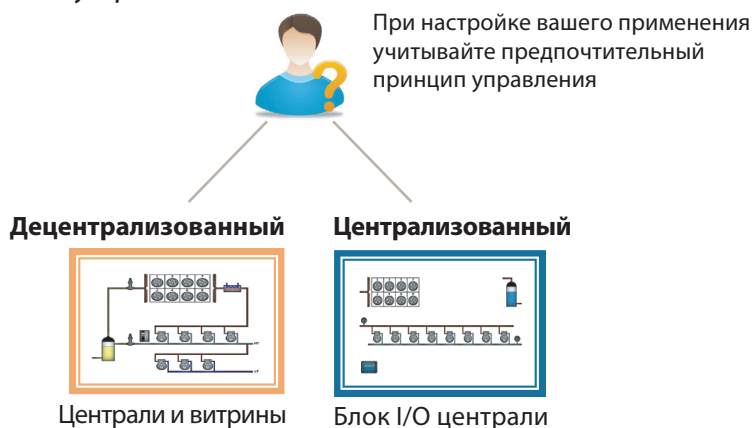 При настройке вашего применения
учитывайте предпочтительный
принцип управления
Децентрализованный
Централизованный
Централи и витрины
Блок I/O централи